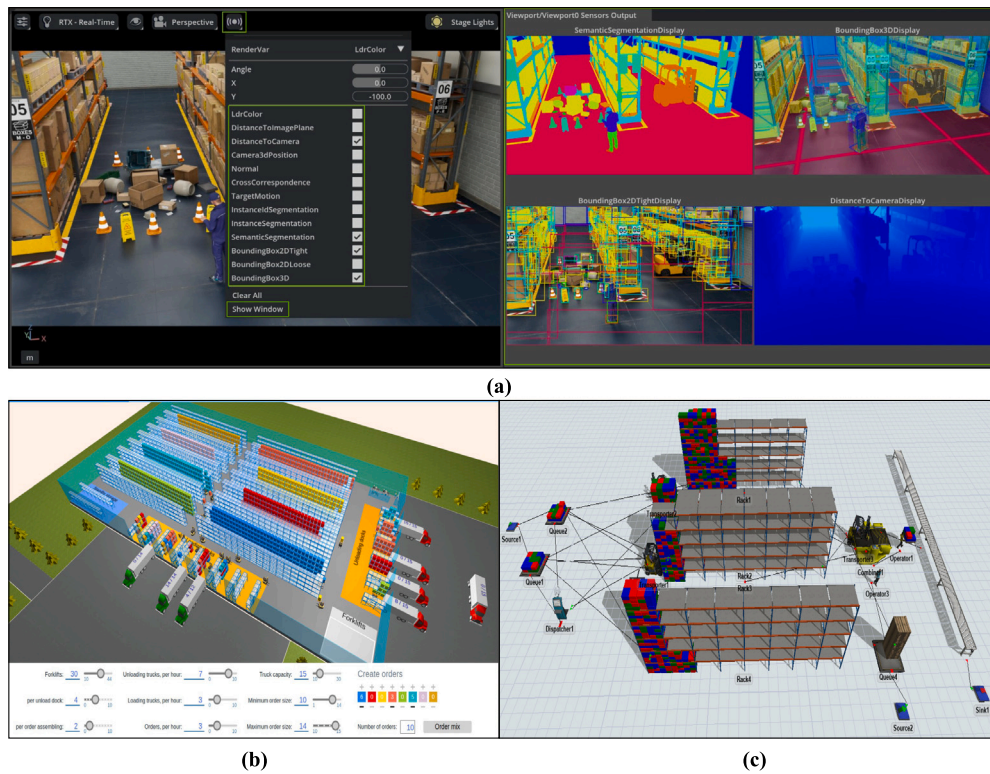 RTX - Real-Time
Perspective
Stage Lights
RenderVar LdrColor
Angle 0.0
X 0.0
Y -100.0
LdrColor
DistanceToImagePlane
DistanceToCamera
Camera3dPosition
Normal
CrossCorrespondence
TargetMotion
InstanceIdSegmentation
InstanceSegmentation
SemanticSegmentation
BoundingBox2DTight
BoundingBox2DLoose
BoundingBox3D
Clear All
Show Window
05
BOXES
06
X
m
Viewport/Viewport0 Sensors Output
SemanticSegmentationDisplay
BoundingBox3DDisplay
BoundingBox2DTightDisplay
DistanceToCameraDisplay
(a)
Unloading docks
Forklifts
Forklifts: 30
Unloading trucks, per hour: 7
Truck capacity: 15
Create orders
per unload dock: 4
Loading trucks, per hour: 3
Minimum order size: 10
per order assembling: 2
Orders, per hour: 3
Maximum order size: 14
Number of orders: 10
Order mix
(b)
Source1
Queue2
Queue1
Dispatcher1
Transporter2
Rack1
Rack2
Rack3
Rack4
Operator1
Combiner1
Operator3
Queue4
Source2
Sink1
(c)